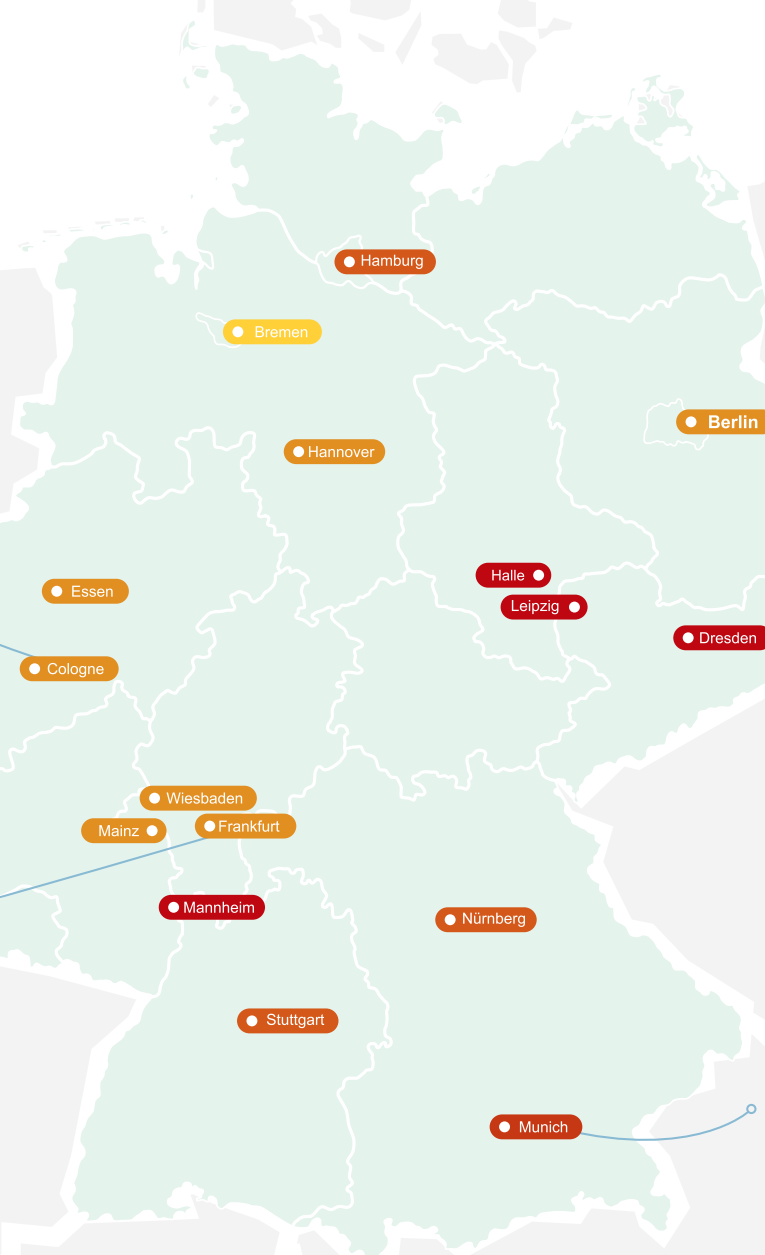 Hamburg
Bremen
Berlin
Hannover
Halle
Essen
Leipzig
Dresden
Cologne
Wiesbaden
Frankfurt
Mainz
Mannheim
Nürnberg
Stuttgart
Munich